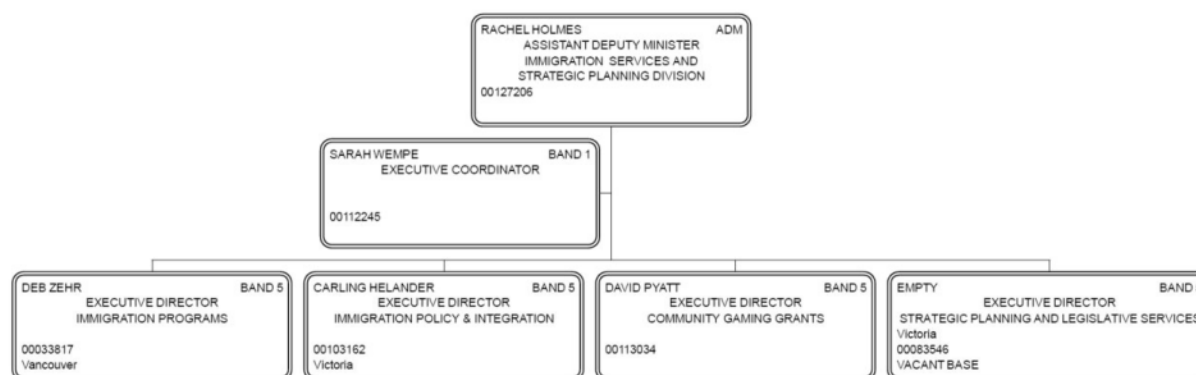 RACHEL HOLMES ADM
ASSISTANT DEPUTY MINISTER
IMMIGRATION SERVICES AND
STRATEGIC PLANNING DIVISION
00127206
SARAH WEMPE BAND 1
EXECUTIVE COORDINATOR
00112245
DEB ZEHR BAND 5
EXECUTIVE DIRECTOR
IMMIGRATION PROGRAMS
00033817
Vancouver
CARLING HELANDER BAND 5
EXECUTIVE DIRECTOR
IMMIGRATION POLICY & INTEGRATION
00103162
Victoria
DAVID PYATT BAND 5
EXECUTIVE DIRECTOR
COMMUNITY GAMING GRANTS
00113034
EMPTY BAND
EXECUTIVE DIRECTOR
STRATEGIC PLANNING AND LEGISLATIVE SERVICES
Victoria
00083546
VACANT BASE